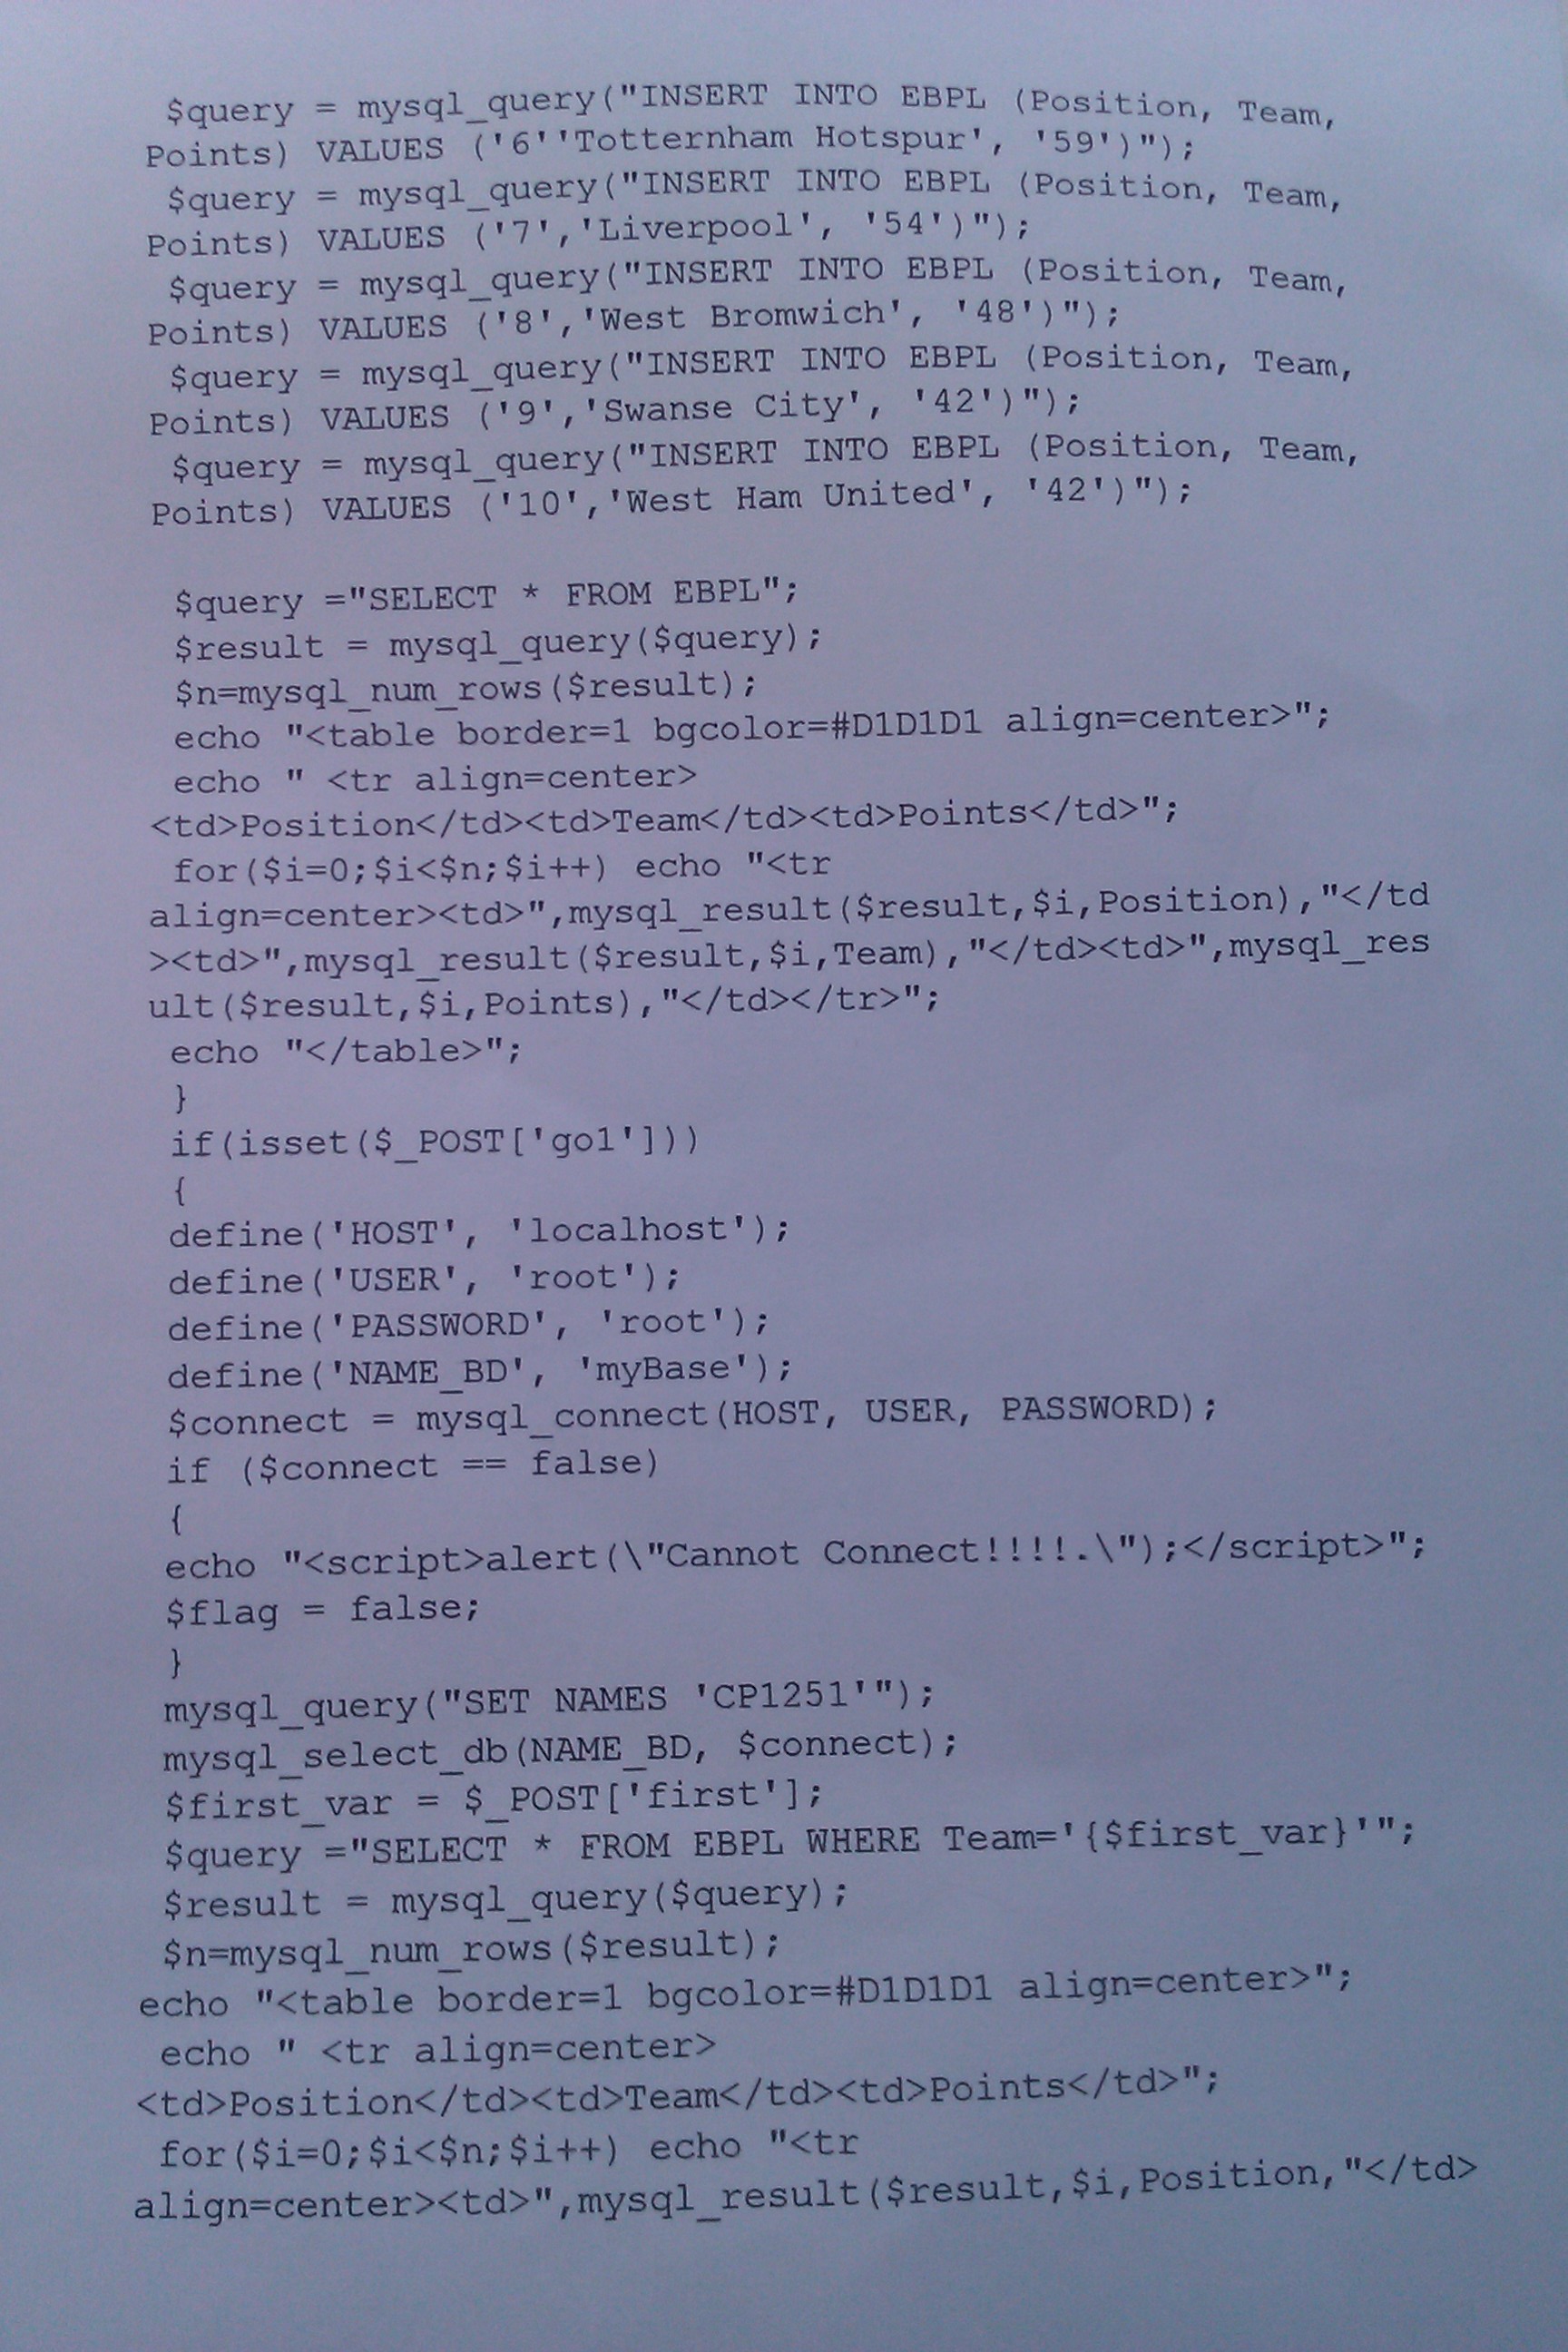 $query = mysql_query("INSERT INTO EBPL (Position, Team,
Points) VALUES ('6''Totternham Hotspur', '59')");
$query = mysql_query("INSERT INTO EBPL (Position, Team,
Points) VALUES ('7','Liverpool', '54')");
$query = mysql_query("INSERT INTO EBPL (Position, Team,
Points) VALUES ('8','West Bromwich', '48')");
$query = mysql_query("INSERT INTO EBPL (Position, Team,
Points) VALUES ('9','Swanse City', '42')");
$query = mysql_query("INSERT INTO EBPL (Position, Team,
Points) VALUES ('10','West Ham United', '42')");
$query ="SELECT * FROM EBPL";
$result = mysql_query($query);
$n=mysql_num_rows($result);
echo "<table border=1 bgcolor=#D1D1D1 align=center>";
echo " <tr align=center>
<td>Position</td><td>Team</td><td>Points</td>";
for($i=0;$i<$n;$i++) echo "<tr
align=center><td>",mysql_result($result,$i,Position),"</td
><td>",mysql_result($result,$i,Team),"</td><td>",mysql_res
ult($result,$i,Points),"</td></tr>";
echo "</table>";
}
if(isset($_POST['go1']))
{
define('HOST', 'localhost');
define('USER', 'root');
define('PASSWORD', 'root');
define('NAME_BD', 'myBase');
$connect = mysql_connect(HOST, USER, PASSWORD);
if ($connect == false)
{
echo "<script>alert(\"Cannot Connect!!!!.\");</script>";
$flag = false;
}
mysql_query("SET NAMES 'CP1251'");
mysql_select_db(NAME_BD, $connect);
$first_var = $_POST['first'];
$query ="SELECT * FROM EBPL WHERE Team='{$first_var}'";
$result = mysql_query($query);
$n=mysql_num_rows($result);
echo "<table border=1 bgcolor=#D1D1D1 align=center>";
echo " <tr align=center>
<td>Position</td><td>Team</td><td>Points</td>";
for($i=0;$i<$n;$i++) echo "<tr
align=center><td>",mysql_result($result,$i,Position,"</td>